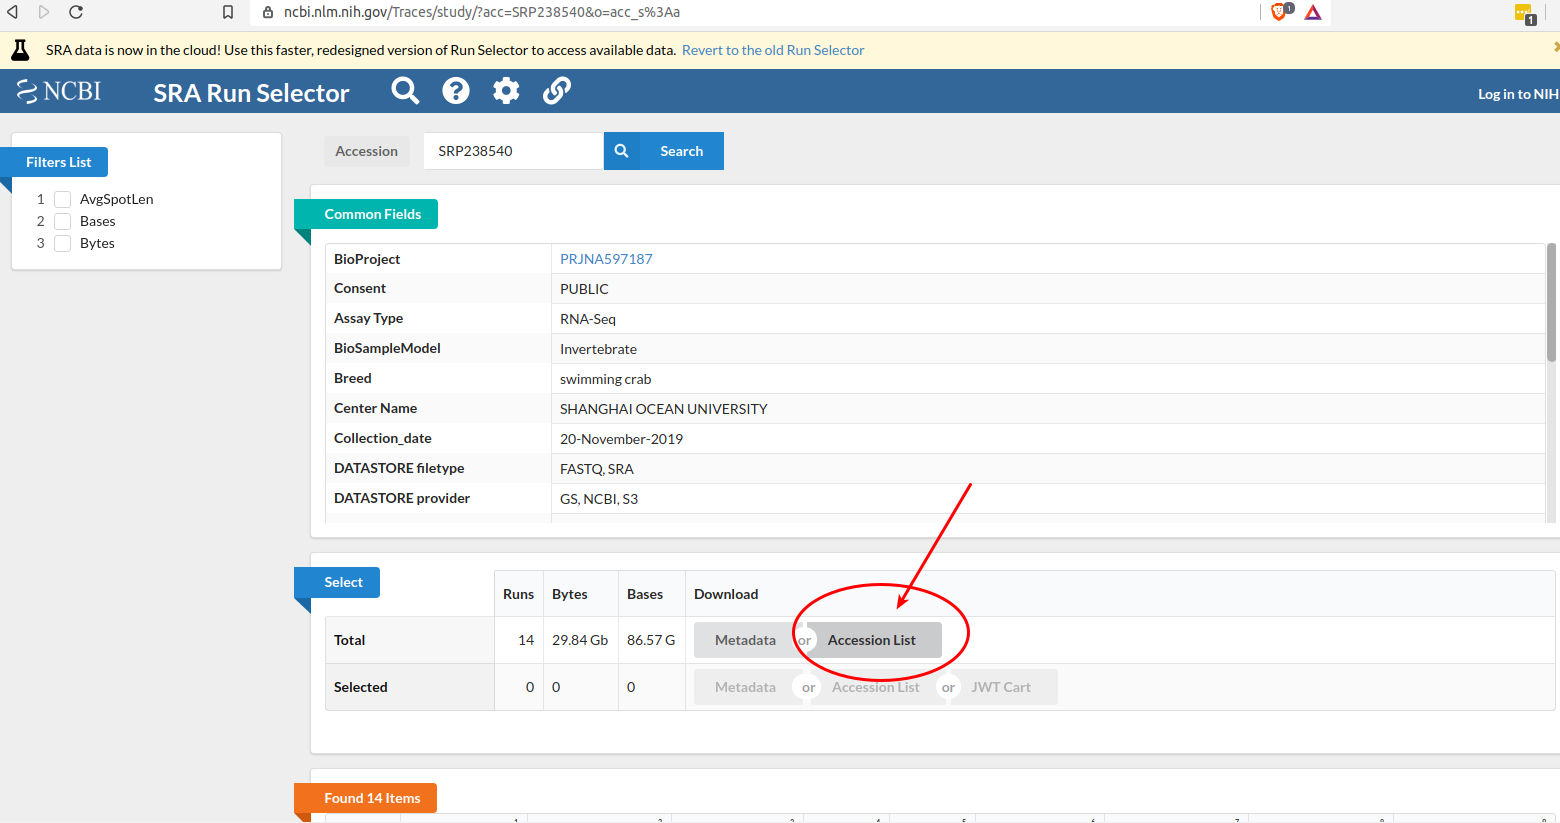 ncbi.nlm.nih.gov/Traces/study/?acc=SRP238540&o=acc_s%3Aa
1
1
SRA data is now in the cloud! Use this faster, redesigned version of Run Selector to access available data. Revert to the old Run Selector
NCBI
SRA Run Selector
Log in to NIH
Filters List
1 AvgSpotLen
2 Bases
3 Bytes
Accession SRP238540 Search
Common Fields
BioProject PRJNA597187
Consent PUBLIC
Assay Type RNA-Seq
BioSampleModel Invertebrate
Breed swimming crab
Center Name SHANGHAI OCEAN UNIVERSITY
Collection_date 20-November-2019
DATASTORE filetype FASTQ, SRA
DATASTORE provider GS, NCBI, S3
Select
Runs Bytes Bases Download
Total 14 29.84 Gb 86.57 G Metadata or Accession List
Selected 0 0 0 Metadata or Accession List or JWT Cart
Found 14 Items